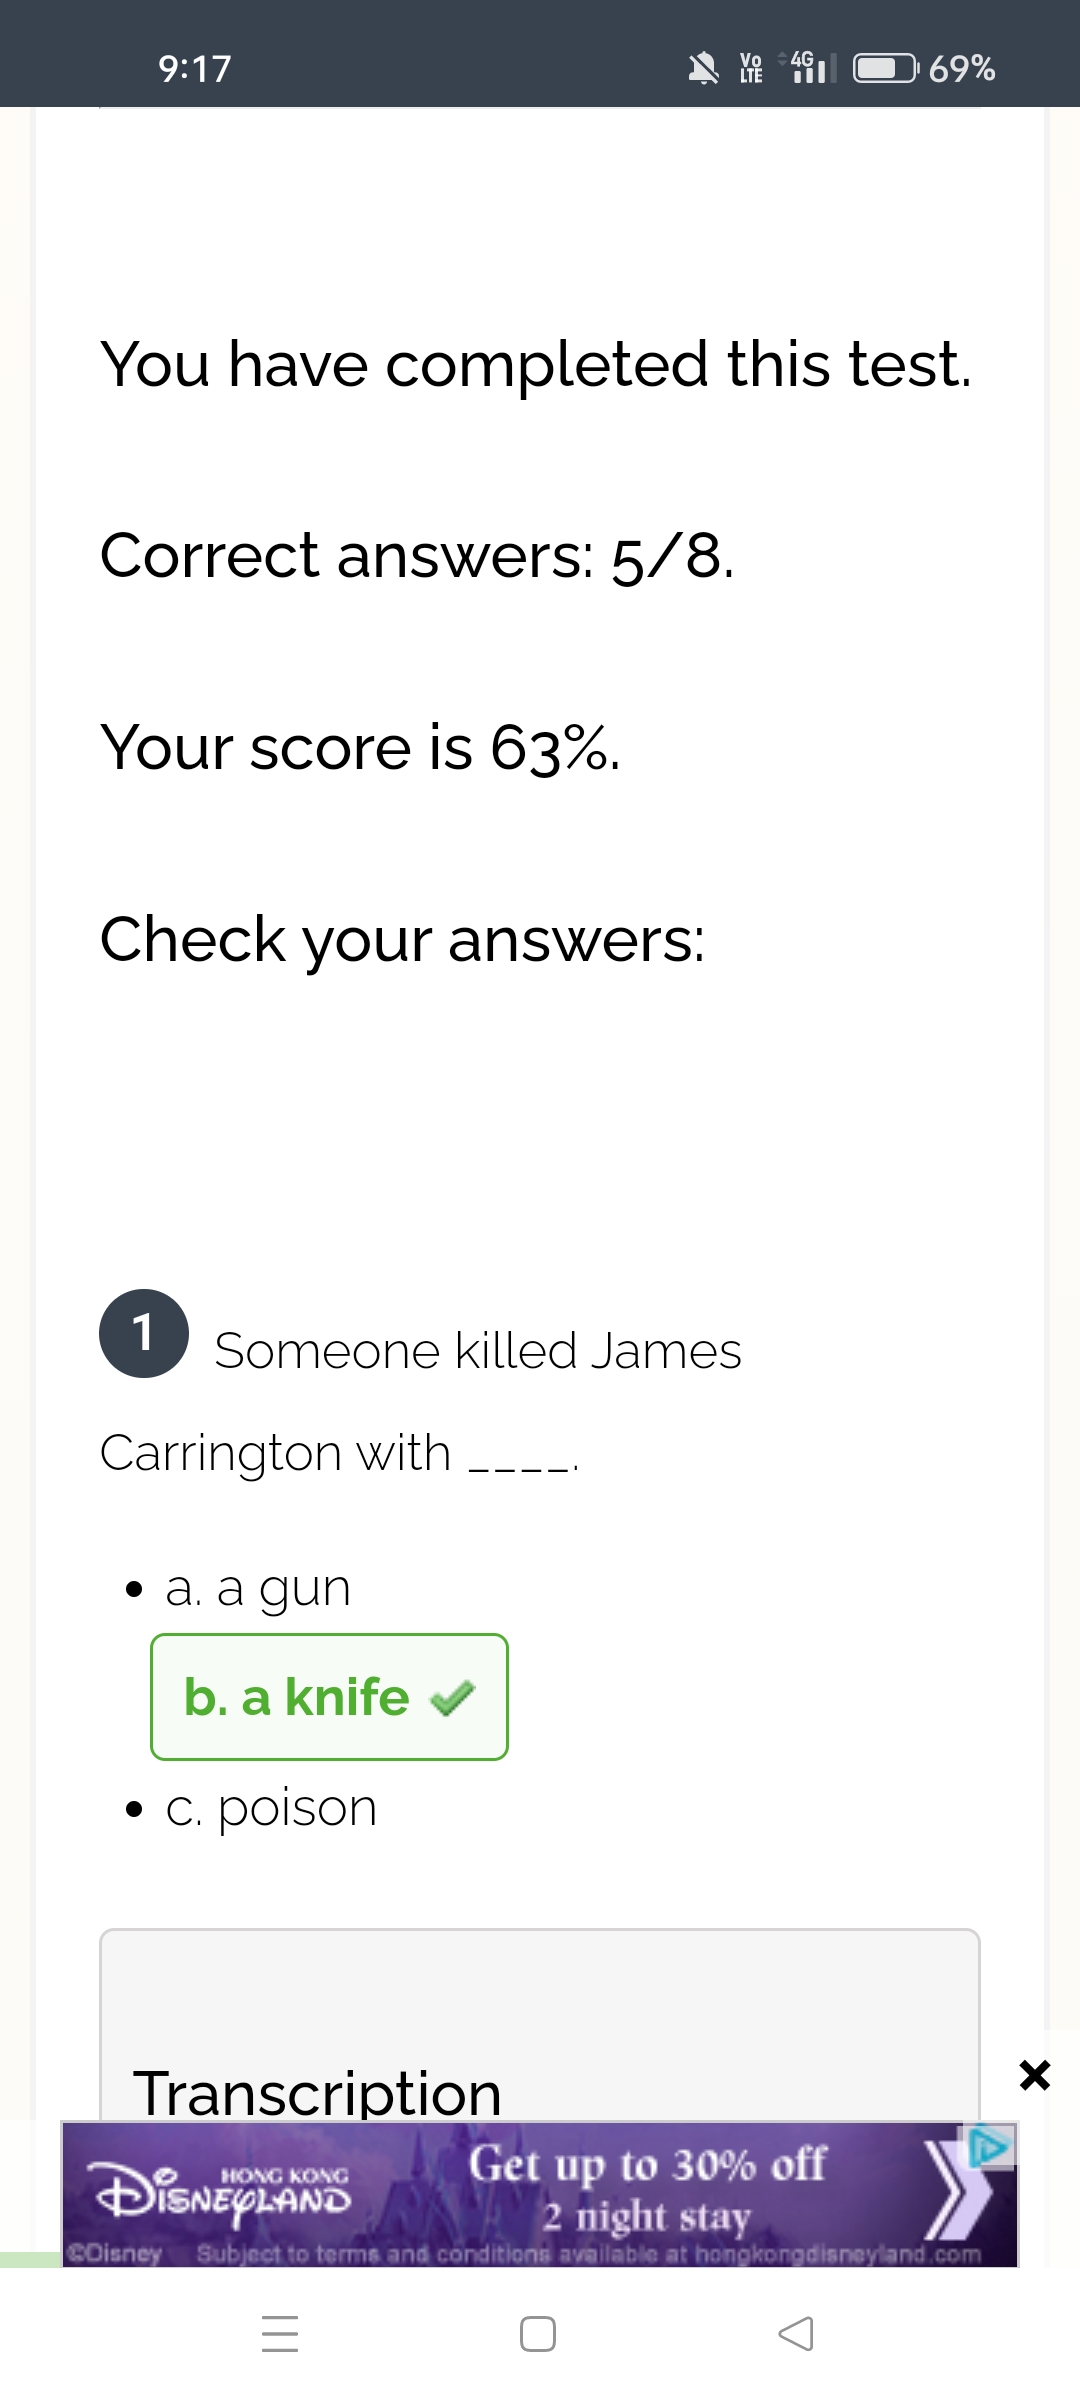 9:17
Vo LTE 4G 69%
You have completed this test.
Correct answers: 5/8.
Your score is 63%.
Check your answers:
1 Someone killed James
Carrington with ____.
• a. a gun
b. a knife
• c. poison
Transcription
HONG KONG
DISNEYLAND
Get up to 30% off
2 night stay
©Disney Subject to terms and conditions available at hongkongdisneyland.com